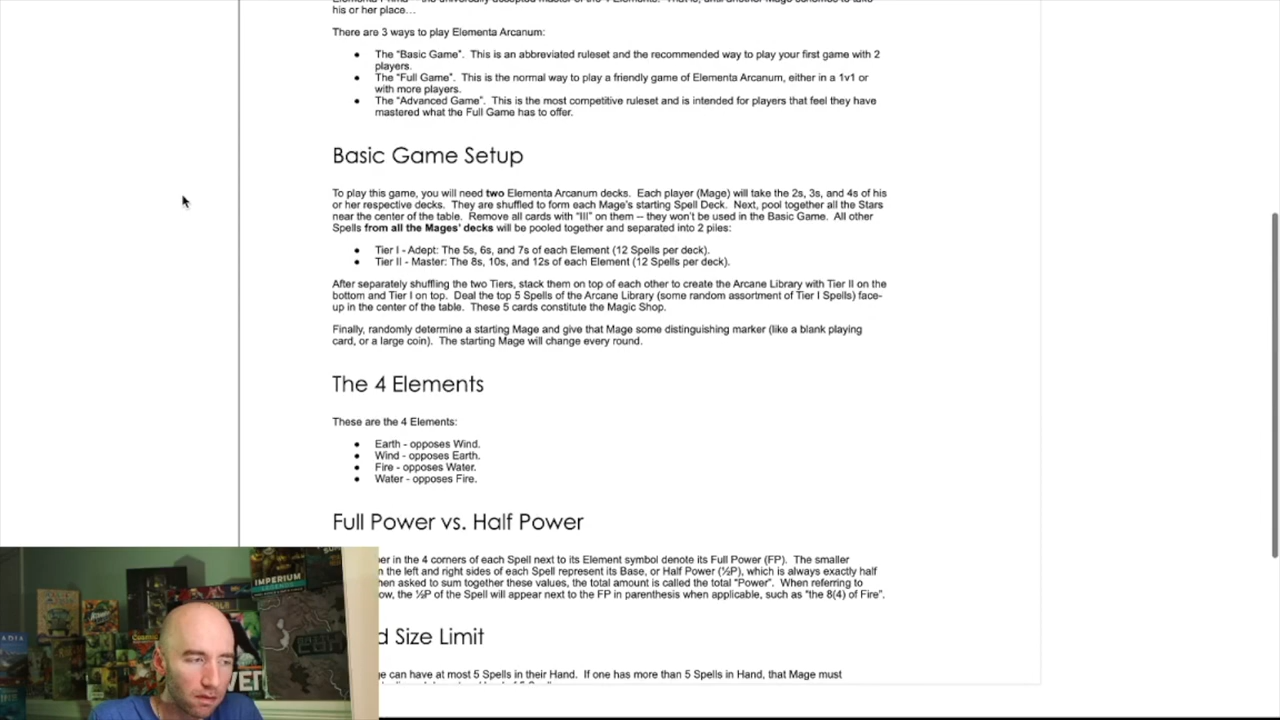 his or her place…
There are 3 ways to play Elementa Arcanum:
● The “Basic Game”. This is an abbreviated ruleset and the recommended way to play your first game with 2
players.
● The “Full Game”. This is the normal way to play a friendly game of Elementa Arcanum, either in a 1v1 or
with more players.
● The “Advanced Game”. This is the most competitive ruleset and is intended for players that feel they have
mastered what the Full Game has to offer.
Basic Game Setup
To play this game, you will need two Elementa Arcanum decks. Each player (Mage) will take the 2s, 3s, and 4s of his
or her respective decks. They are shuffled to form each Mage's starting Spell Deck. Next, pool together all the Stars
near the center of the table. Remove all cards with “III” on them – they won't be used in the Basic Game. All other
Spells from all the Mages' decks will be pooled together and separated into 2 piles:
● Tier I - Adept: The 5s, 6s, and 7s of each Element (12 Spells per deck).
● Tier II - Master: The 8s, 10s, and 12s of each Element (12 Spells per deck).
After separately shuffling the two Tiers, stack them on top of each other to create the Arcane Library with Tier II on the
bottom and Tier I on top. Deal the top 5 Spells of the Arcane Library (some random assortment of Tier I Spells) face-
up in the center of the table. These 5 cards constitute the Magic Shop.
Finally, randomly determine a starting Mage and give that Mage some distinguishing marker (like a blank playing
card, or a large coin). The starting Mage will change every round.
The 4 Elements
These are the 4 Elements:
● Earth - opposes Wind.
● Wind - opposes Earth.
● Fire - opposes Water.
● Water - opposes Fire.
Full Power vs. Half Power
in the 4 corners of each Spell next to its Element symbol denote its Full Power (FP). The smaller
the left and right sides of each Spell represent its Base, or Half Power (½P), which is always exactly half
asked to sum together these values, the total amount is called the total “Power”. When referring to
the ½P of the Spell will appear next to the FP in parenthesis when applicable, such as “the 8(4) of Fire”.
Size Limit
can have at most 5 Spells in their Hand. If one has more than 5 Spells in Hand, that Mage must
IMPERIUM